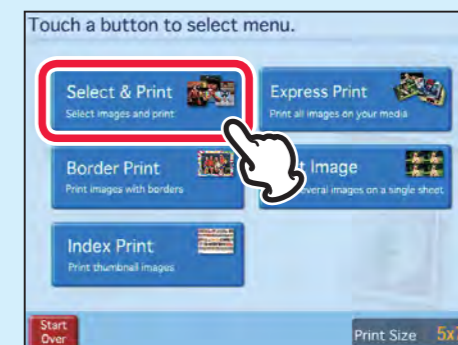 Touch a button to select menu.
Select & Print
Select images and print
Express Print
Print all images on your media
Border Print
Print images with borders
Image
several images on a single sheet
Index Print
Print thumbnail images
Start
Over
Print Size 5x